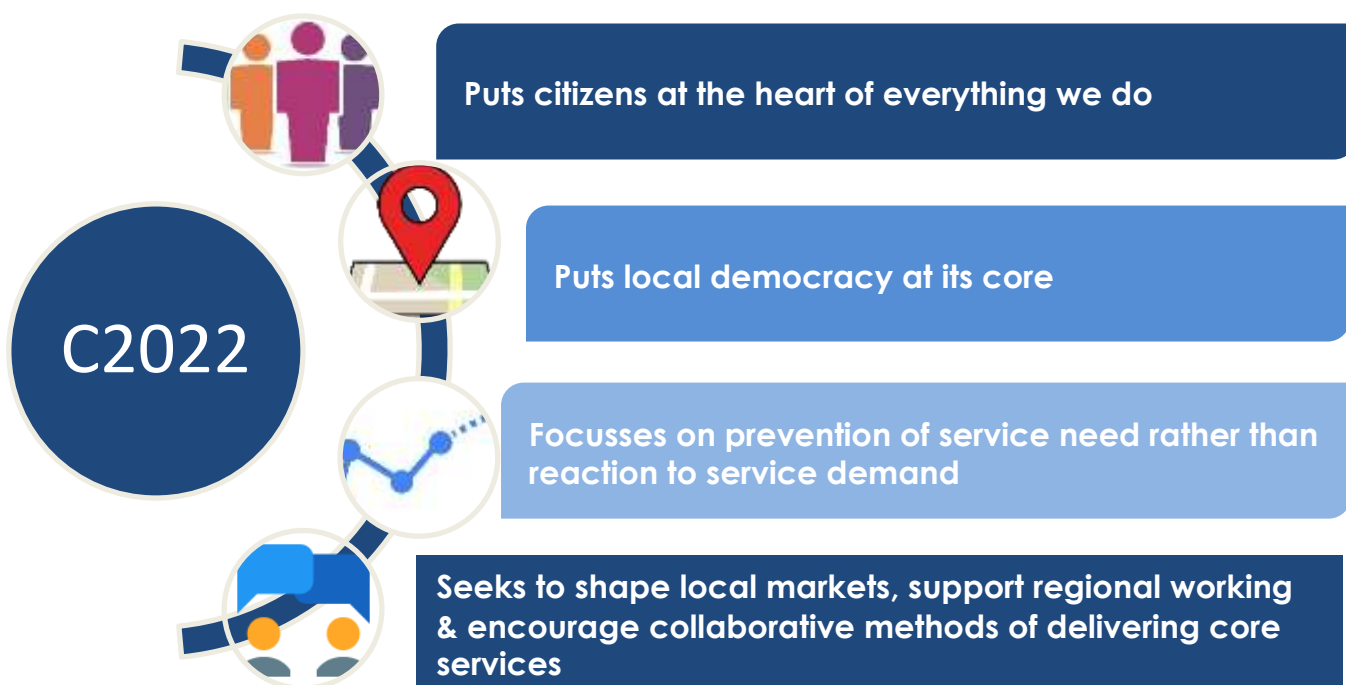 Puts citizens at the heart of everything we do
Puts local democracy at its core
C2022
Focusses on prevention of service need rather than
reaction to service demand
Seeks to shape local markets, support regional working
& encourage collaborative methods of delivering core
services